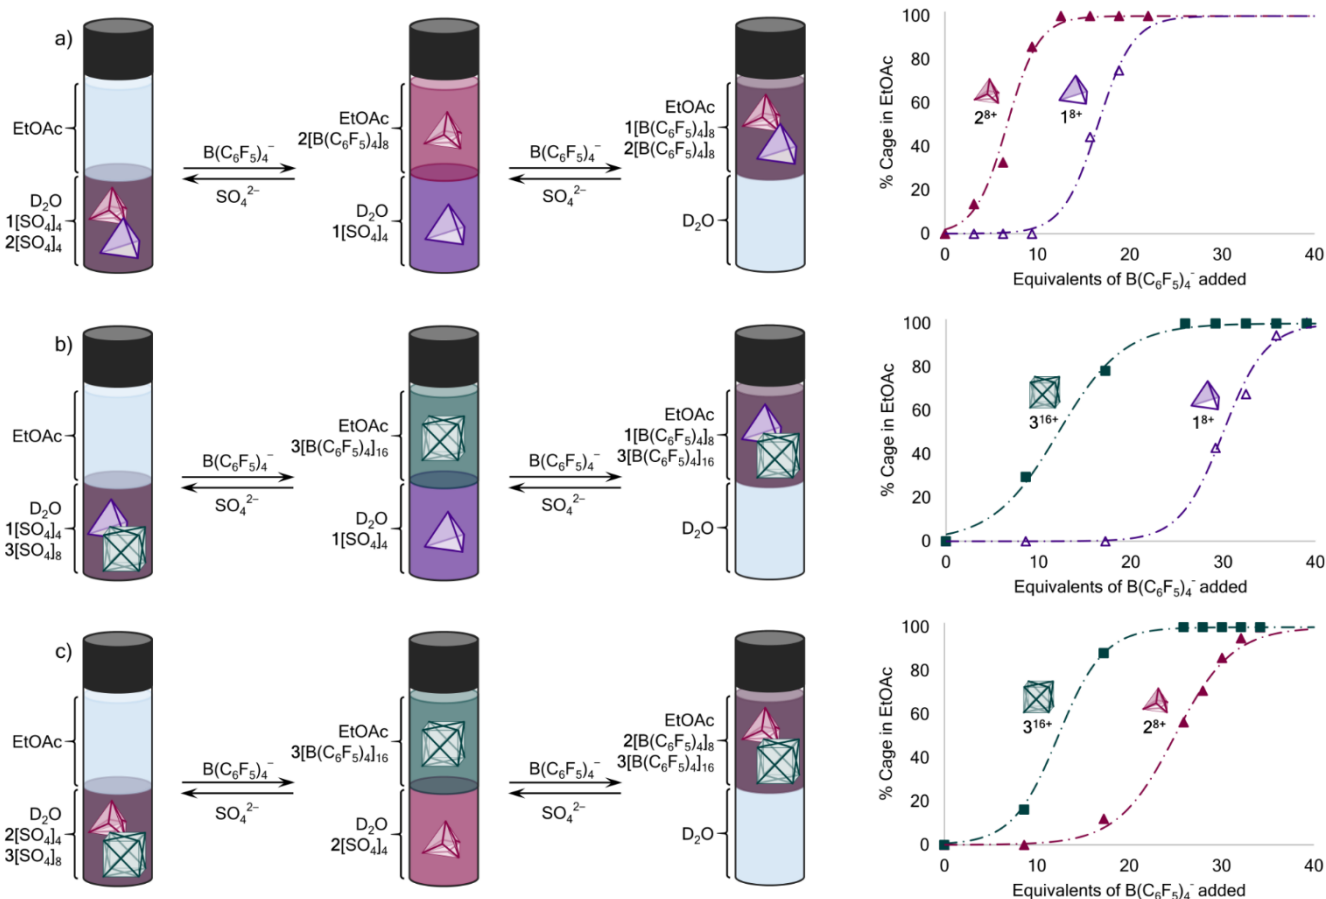 a)
EtOAc
D₂O
1[SO₄]₄
2[SO₄]₄
B(C₆F₅)₄⁻
SO₄²⁻
EtOAc
2[B(C₆F₅)₄]₈
D₂O
1[SO₄]₄
B(C₆F₅)₄⁻
SO₄²⁻
EtOAc
1[B(C₆F₅)₄]₈
2[B(C₆F₅)₄]₈
D₂O
% Cage in EtOAc
100
80
60
40
20
0
2⁸⁺
1⁸⁺
0 10 20 30 40
Equivalents of B(C₆F₅)₄⁻ added
b)
EtOAc
D₂O
1[SO₄]₄
3[SO₄]₈
B(C₆F₅)₄⁻
SO₄²⁻
EtOAc
3[B(C₆F₅)₄]₁₆
D₂O
1[SO₄]₄
B(C₆F₅)₄⁻
SO₄²⁻
EtOAc
1[B(C₆F₅)₄]₈
3[B(C₆F₅)₄]₁₆
D₂O
% Cage in EtOAc
100
80
60
40
20
0
3¹⁶⁺
1⁸⁺
0 10 20 30 40
Equivalents of B(C₆F₅)₄⁻ added
c)
EtOAc
D₂O
2[SO₄]₄
3[SO₄]₈
B(C₆F₅)₄⁻
SO₄²⁻
EtOAc
3[B(C₆F₅)₄]₁₆
D₂O
2[SO₄]₄
B(C₆F₅)₄⁻
SO₄²⁻
EtOAc
2[B(C₆F₅)₄]₈
3[B(C₆F₅)₄]₁₆
D₂O
% Cage in EtOAc
100
80
60
40
20
0
3¹⁶⁺
2⁸⁺
0 10 20 30 40
Equivalents of B(C₆F₅)₄⁻ added